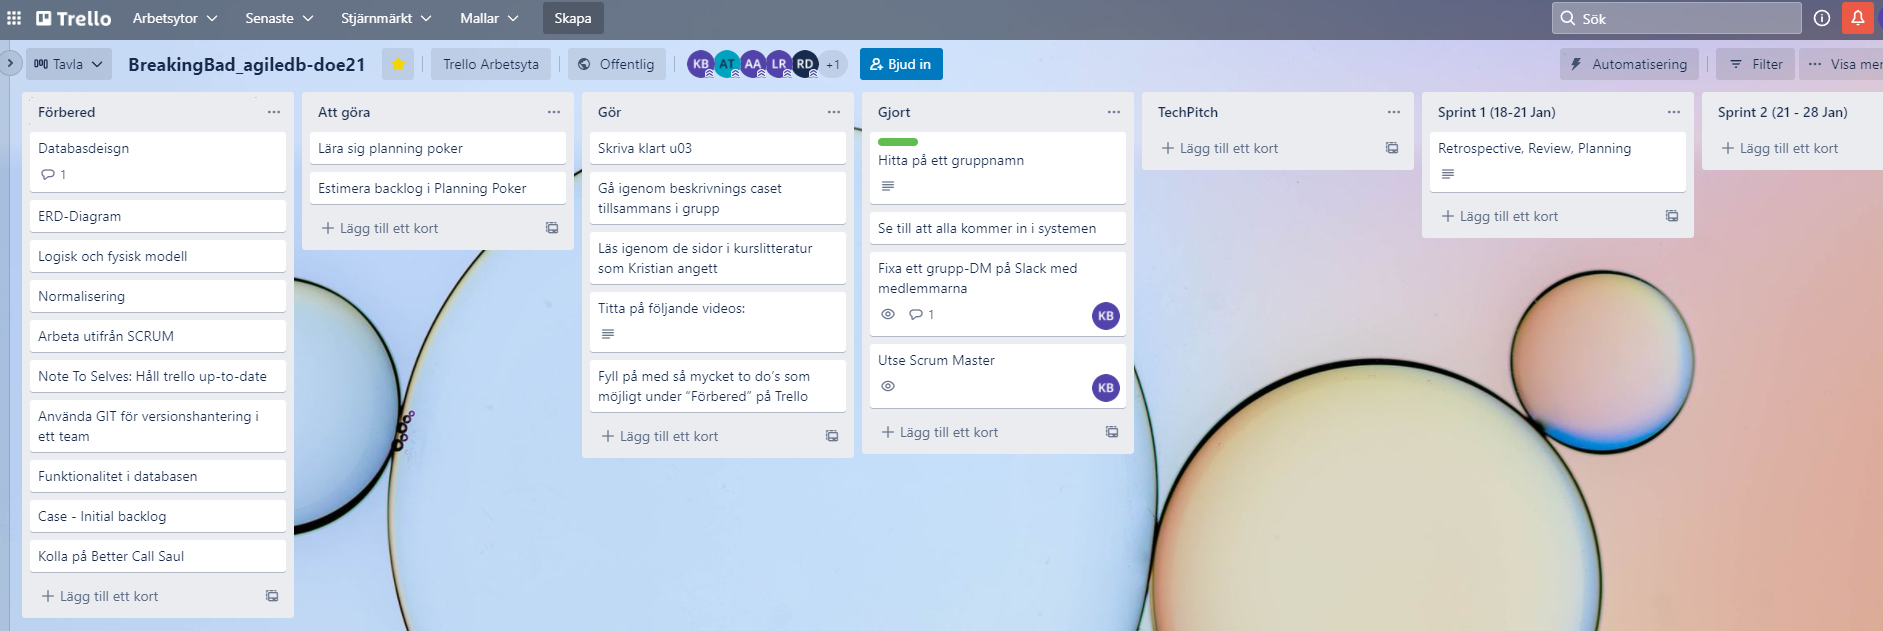 Trello
Arbetsytor
Senaste
Stjärnmärkt
Mallar
Skapa
Sök
Tavla
BreakingBad_agiledb-doe21
Trello Arbetsyta
Offentlig
KB
AT
AA
LR
RD
+1
Bjud in
Automatisering
Filter
Visa mer
Förbered
Databasdeisgn
1
ERD-Diagram
Logisk och fysisk modell
Normalisering
Arbeta utifrån SCRUM
Note To Selves: Håll trello up-to-date
Använda GIT för versionshantering i
ett team
Funktionalitet i databasen
Case - Initial backlog
Kolla på Better Call Saul
Lägg till ett kort
Att göra
Lära sig planning poker
Estimera backlog i Planning Poker
Lägg till ett kort
Gör
Skriva klart u03
Gå igenom beskrivnings caset
tillsammans i grupp
Läs igenom de sidor i kurslitteratur
som Kristian angett
Titta på följande videos:
Fyll på med så mycket to do's som
möjligt under "Förbered" på Trello
Lägg till ett kort
Gjort
Hitta på ett gruppnamn
Se till att alla kommer in i systemen
Fixa ett grupp-DM på Slack med
medlemmarna
1
KB
Utse Scrum Master
KB
Lägg till ett kort
TechPitch
Lägg till ett kort
Sprint 1 (18-21 Jan)
Retrospective, Review, Planning
Lägg till ett kort
Sprint 2 (21 - 28 Jan)
Lägg till ett kort